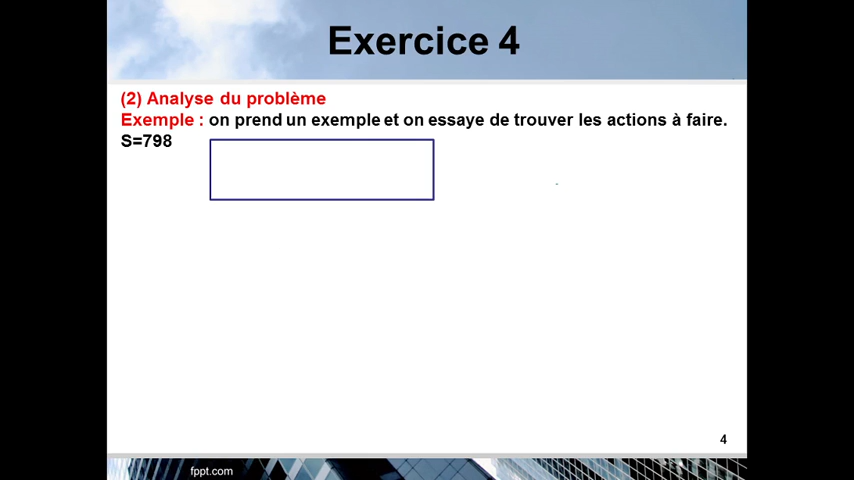 Exercice 4
(2) Analyse du problème
Exemple : on prend un exemple et on essaye de trouver les actions à faire.
S=798
4
fppt.com